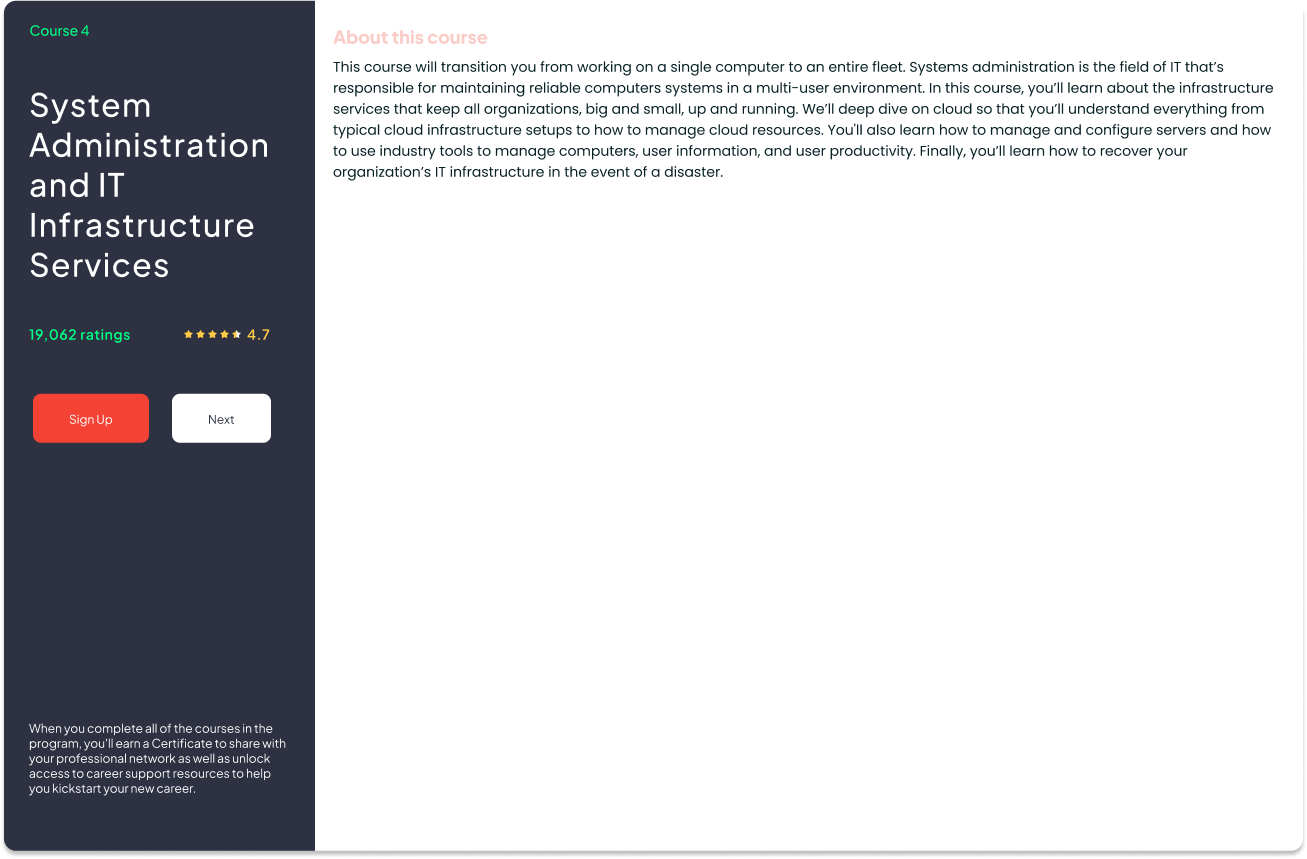 Course 4
System
Administration
and IT
Infrastructure
Services
19,062 ratings
4.7
Sign Up
Next
When you complete all of the courses in the
program, you'll earn a Certificate to share with
your professional network as well as unlock
access to career support resources to help
you kickstart your new career.
About this course
This course will transition you from working on a single computer to an entire fleet. Systems administration is the field of IT that’s
responsible for maintaining reliable computers systems in a multi-user environment. In this course, you’ll learn about the infrastructure
services that keep all organizations, big and small, up and running. We’ll deep dive on cloud so that you’ll understand everything from
typical cloud infrastructure setups to how to manage cloud resources. You'll also learn how to manage and configure servers and how
to use industry tools to manage computers, user information, and user productivity. Finally, you’ll learn how to recover your
organization’s IT infrastructure in the event of a disaster.